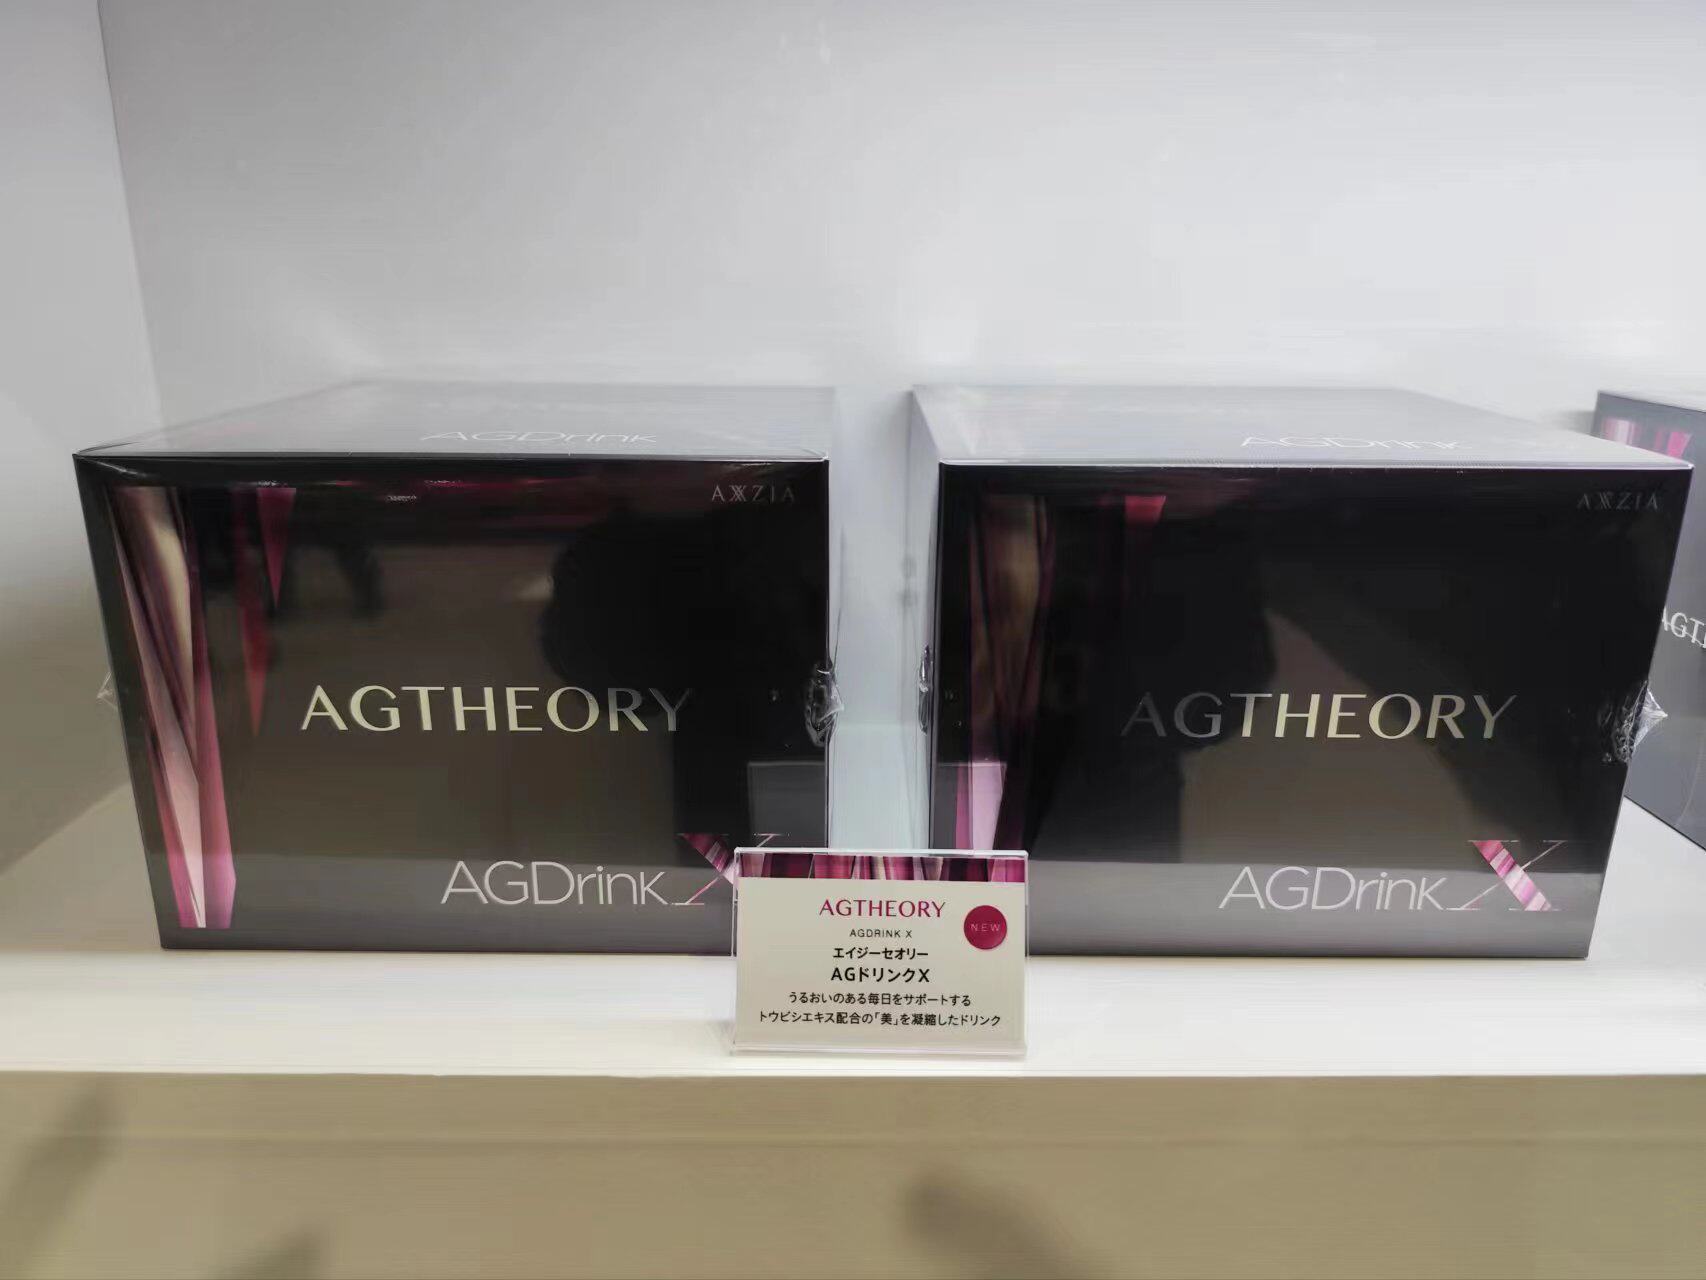 AGDrink
AXXZIA
AGTHEORY
AGDrink X
AGDrink
AXXZIA
AGTHEORY
AGDrink X
AGTHEORY
NEW
AGDRINK X
エイジーセオリー
AGドリンクX
うるおいのある毎日をサポートする
トウビシエキス配合の「美」を凝縮したドリンク